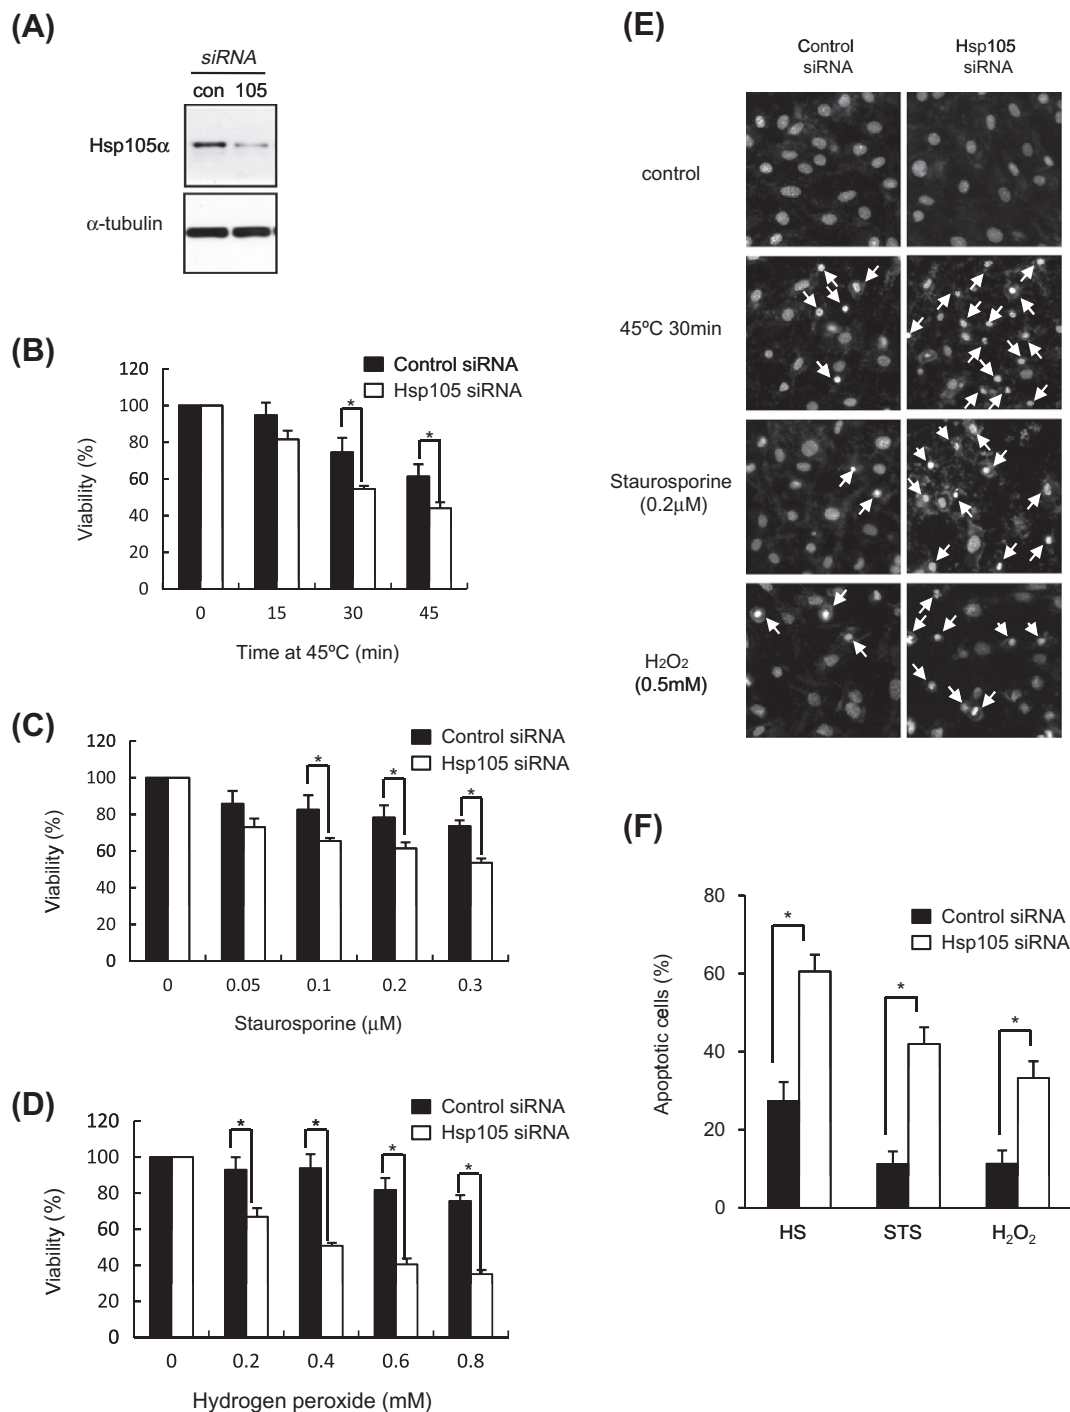 (A)
siRNA
con 105
Hsp105α
α-tubulin
(B)
Control siRNA
Hsp105 siRNA
120
100
80
60
40
20
0
Viability (%)
0 15 30 45
* *
Time at 45ºC (min)
(C)
Control siRNA
Hsp105 siRNA
120
100
80
60
40
20
0
Viability (%)
0 0.05 0.1 0.2 0.3
* * *
Staurosporine (μM)
(D)
Control siRNA
Hsp105 siRNA
120
100
80
60
40
20
0
Viability (%)
0 0.2 0.4 0.6 0.8
* * * *
Hydrogen peroxide (mM)
(E)
Control
siRNA
Hsp105
siRNA
control
45ºC 30min
Staurosporine
(0.2μM)
H2O2
(0.5mM)
(F)
Control siRNA
Hsp105 siRNA
80
60
40
20
0
Apoptotic cells (%)
* * *
HS STS H₂O₂